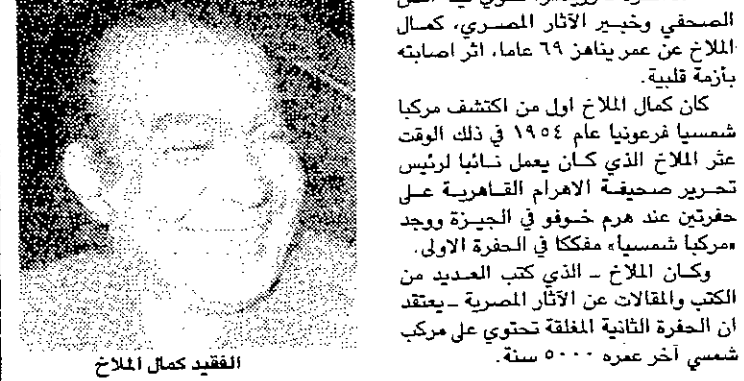 الصحفي وخبير الآثار المصري، كمال
الملاخ عن عمر يناهز ٦٩ عاما، اثر اصابته
بأزمة قلبية.
كان كمال الملاخ اول من اكتشف مركبا
شمسيا فرعونيا عام ١٩٥٤ في ذلك الوقت
عثر الملاخ الذي كان يعمل نائبا لرئيس
تحرير صحيفة الاهرام القاهرية على
حفرتين عند هرم خوفو في الجيزة ووجد
«مركبا شمسيا» مفككا في الحفرة الاولى.
وكان الملاخ ــ الذي كتب العديد من
الكتب والمقالات عن الآثار المصرية ــ يعتقد
ان الحفرة الثانية المغلقة تحتوي على مركب
شمسي آخر عمره ٥٠٠٠ سنة.
الفقيد كمال الملاخ